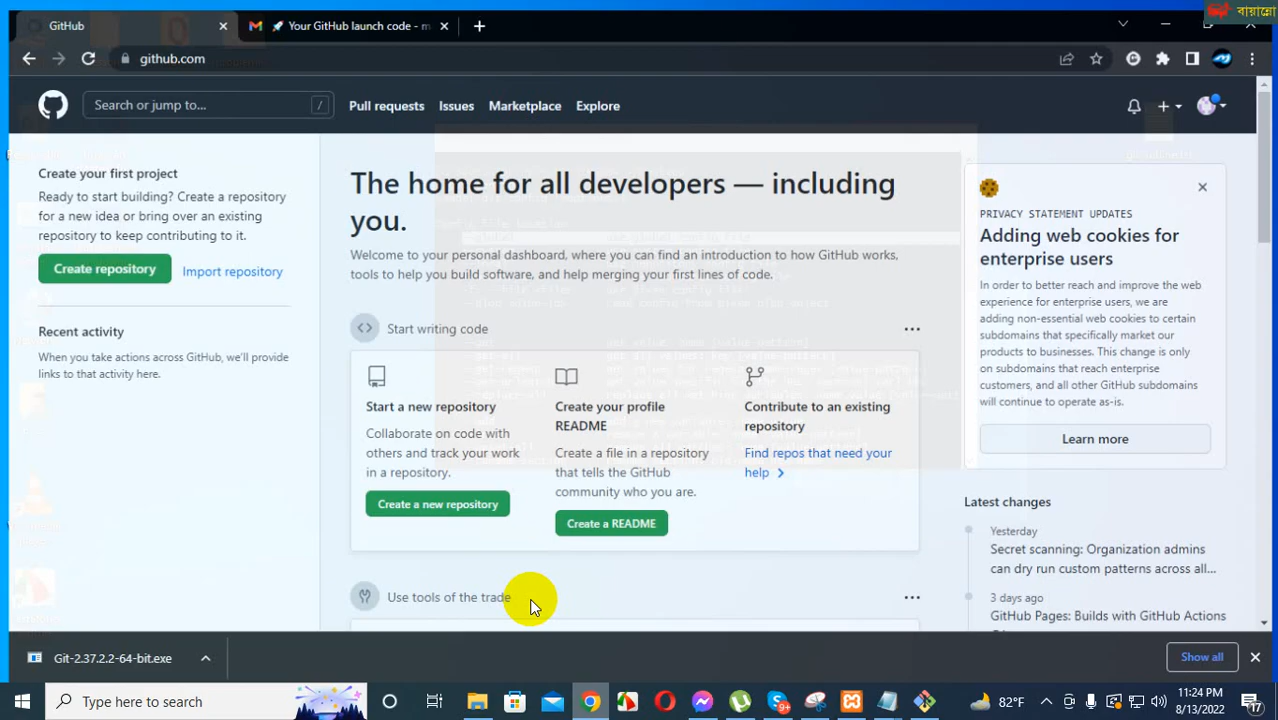 GitHub
Your GitHub launch code - m
বায়ান্নো
github.com
Search or jump to...
/
Pull requests
Issues
Marketplace
Explore
Create your first project
Ready to start building? Create a repository
for a new idea or bring over an existing
repository to keep contributing to it.
Create repository
Import repository
Recent activity
When you take actions across GitHub, we'll provide
links to that activity here.
The home for all developers — including
you.
Welcome to your personal dashboard, where you can find an introduction to how GitHub works,
tools to help you build software, and help merging your first lines of code.
Start writing code
Start a new repository
Collaborate on code with
others and track your work
in a repository.
Create a new repository
Create your profile
README
Create a file in a repository
that tells the GitHub
community who you are.
Create a README
Contribute to an existing
repository
Find repos that need your
help
Use tools of the trade
PRIVACY STATEMENT UPDATES
Adding web cookies for
enterprise users
In order to better reach and improve the web
experience for enterprise users, we are
adding non-essential web cookies to certain
subdomains that specifically market our
products to businesses. This change is only
on subdomains that reach enterprise
customers, and all other GitHub subdomains
will continue to operate as-is.
Learn more
Latest changes
Yesterday
Secret scanning: Organization admins
can dry run custom patterns across all...
3 days ago
GitHub Pages: Builds with GitHub Actions
Git-2.37.2.2-64-bit.exe
Show all
Type here to search
9+
82°F
11:24 PM
8/13/2022
17